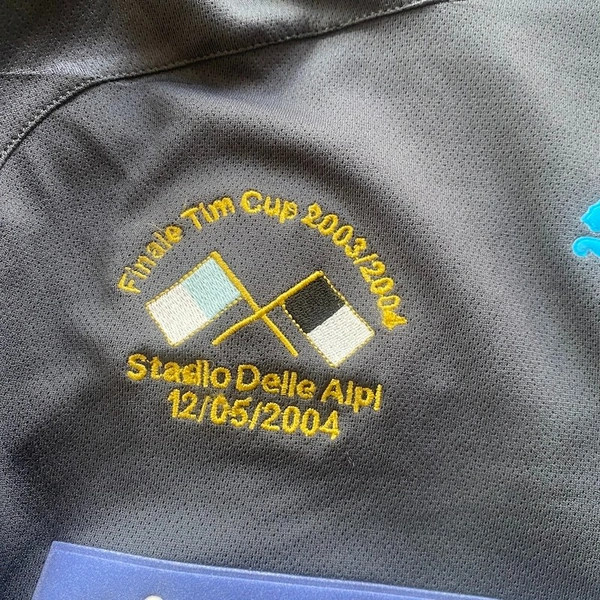 Finale Tim Cup 2003/2004
Stadio Delle Alpi
12/05/2004